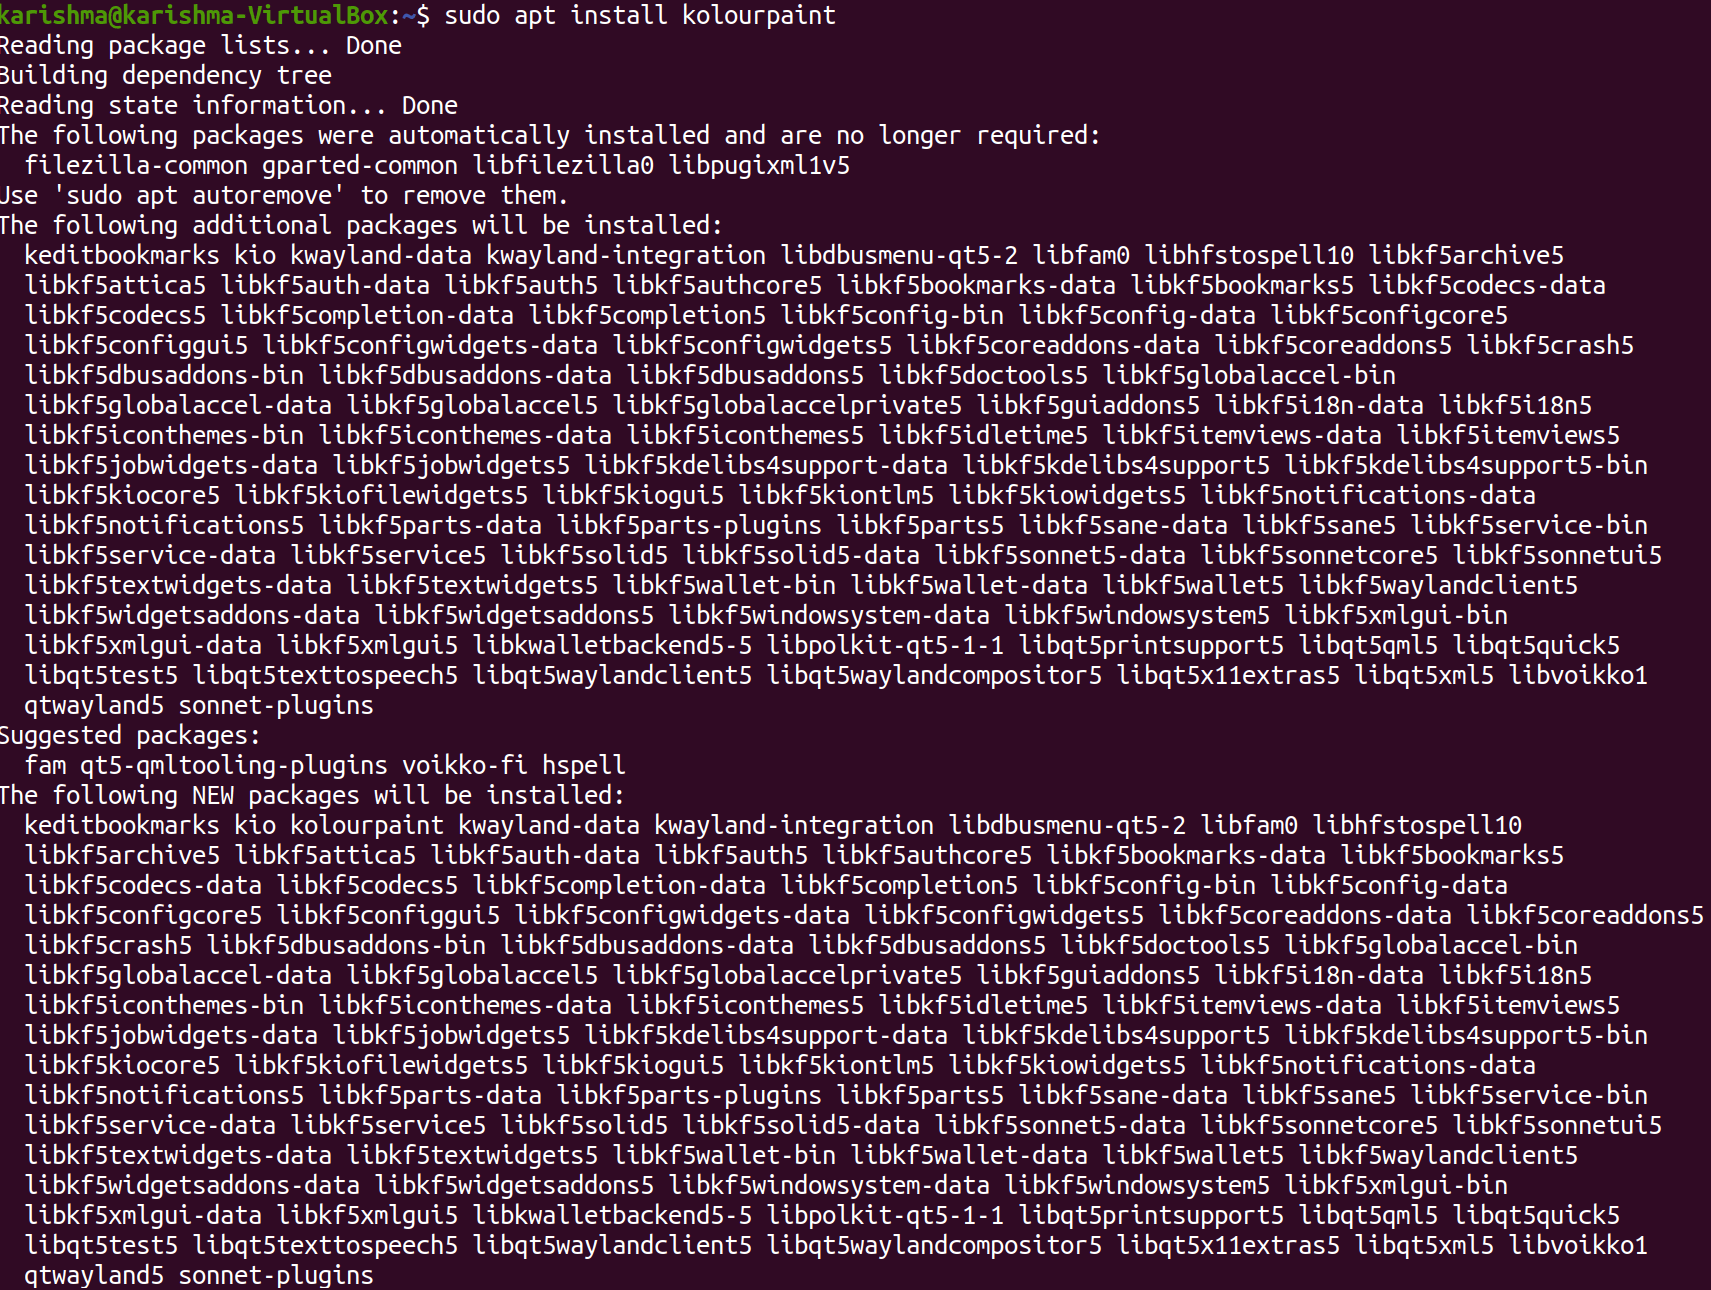 karishma@karishma-VirtualBox:~$ sudo apt install kolourpaint
Reading package lists... Done
Building dependency tree
Reading state information... Done
The following packages were automatically installed and are no longer required:
  filezilla-common gparted-common libfilezilla0 libpugixml1v5
Use 'sudo apt autoremove' to remove them.
The following additional packages will be installed:
  keditbookmarks kio kwayland-data kwayland-integration libdbusmenu-qt5-2 libfam0 libhfstospell10 libkf5archive5
  libkf5attica5 libkf5auth-data libkf5auth5 libkf5authcore5 libkf5bookmarks-data libkf5bookmarks5 libkf5codecs-data
  libkf5codecs5 libkf5completion-data libkf5completion5 libkf5config-bin libkf5config-data libkf5configcore5
  libkf5configgui5 libkf5configwidgets-data libkf5configwidgets5 libkf5coreaddons-data libkf5coreaddons5 libkf5crash5
  libkf5dbusaddons-bin libkf5dbusaddons-data libkf5dbusaddons5 libkf5doctools5 libkf5globalaccel-bin
  libkf5globalaccel-data libkf5globalaccel5 libkf5globalaccelprivate5 libkf5guiaddons5 libkf5i18n-data libkf5i18n5
  libkf5iconthemes-bin libkf5iconthemes-data libkf5iconthemes5 libkf5idletime5 libkf5itemviews-data libkf5itemviews5
  libkf5jobwidgets-data libkf5jobwidgets5 libkf5kdelibs4support-data libkf5kdelibs4support5 libkf5kdelibs4support5-bin
  libkf5kiocore5 libkf5kiofilewidgets5 libkf5kiogui5 libkf5kiontlm5 libkf5kiowidgets5 libkf5notifications-data
  libkf5notifications5 libkf5parts-data libkf5parts-plugins libkf5parts5 libkf5sane-data libkf5sane5 libkf5service-bin
  libkf5service-data libkf5service5 libkf5solid5 libkf5solid5-data libkf5sonnet5-data libkf5sonnetcore5 libkf5sonnetui5
  libkf5textwidgets-data libkf5textwidgets5 libkf5wallet-bin libkf5wallet-data libkf5wallet5 libkf5waylandclient5
  libkf5widgetsaddons-data libkf5widgetsaddons5 libkf5windowsystem-data libkf5windowsystem5 libkf5xmlgui-bin
  libkf5xmlgui-data libkf5xmlgui5 libkwalletbackend5-5 libpolkit-qt5-1-1 libqt5printsupport5 libqt5qml5 libqt5quick5
  libqt5test5 libqt5texttospeech5 libqt5waylandclient5 libqt5waylandcompositor5 libqt5x11extras5 libqt5xml5 libvoikko1
  qtwayland5 sonnet-plugins
Suggested packages:
  fam qt5-qmltooling-plugins voikko-fi hspell
The following NEW packages will be installed:
  keditbookmarks kio kolourpaint kwayland-data kwayland-integration libdbusmenu-qt5-2 libfam0 libhfstospell10
  libkf5archive5 libkf5attica5 libkf5auth-data libkf5auth5 libkf5authcore5 libkf5bookmarks-data libkf5bookmarks5
  libkf5codecs-data libkf5codecs5 libkf5completion-data libkf5completion5 libkf5config-bin libkf5config-data
  libkf5configcore5 libkf5configgui5 libkf5configwidgets-data libkf5configwidgets5 libkf5coreaddons-data libkf5coreaddons5
  libkf5crash5 libkf5dbusaddons-bin libkf5dbusaddons-data libkf5dbusaddons5 libkf5doctools5 libkf5globalaccel-bin
  libkf5globalaccel-data libkf5globalaccel5 libkf5globalaccelprivate5 libkf5guiaddons5 libkf5i18n-data libkf5i18n5
  libkf5iconthemes-bin libkf5iconthemes-data libkf5iconthemes5 libkf5idletime5 libkf5itemviews-data libkf5itemviews5
  libkf5jobwidgets-data libkf5jobwidgets5 libkf5kdelibs4support-data libkf5kdelibs4support5 libkf5kdelibs4support5-bin
  libkf5kiocore5 libkf5kiofilewidgets5 libkf5kiogui5 libkf5kiontlm5 libkf5kiowidgets5 libkf5notifications-data
  libkf5notifications5 libkf5parts-data libkf5parts-plugins libkf5parts5 libkf5sane-data libkf5sane5 libkf5service-bin
  libkf5service-data libkf5service5 libkf5solid5 libkf5solid5-data libkf5sonnet5-data libkf5sonnetcore5 libkf5sonnetui5
  libkf5textwidgets-data libkf5textwidgets5 libkf5wallet-bin libkf5wallet-data libkf5wallet5 libkf5waylandclient5
  libkf5widgetsaddons-data libkf5widgetsaddons5 libkf5windowsystem-data libkf5windowsystem5 libkf5xmlgui-bin
  libkf5xmlgui-data libkf5xmlgui5 libkwalletbackend5-5 libpolkit-qt5-1-1 libqt5printsupport5 libqt5qml5 libqt5quick5
  libqt5test5 libqt5texttospeech5 libqt5waylandclient5 libqt5waylandcompositor5 libqt5x11extras5 libqt5xml5 libvoikko1
  qtwayland5 sonnet-plugins